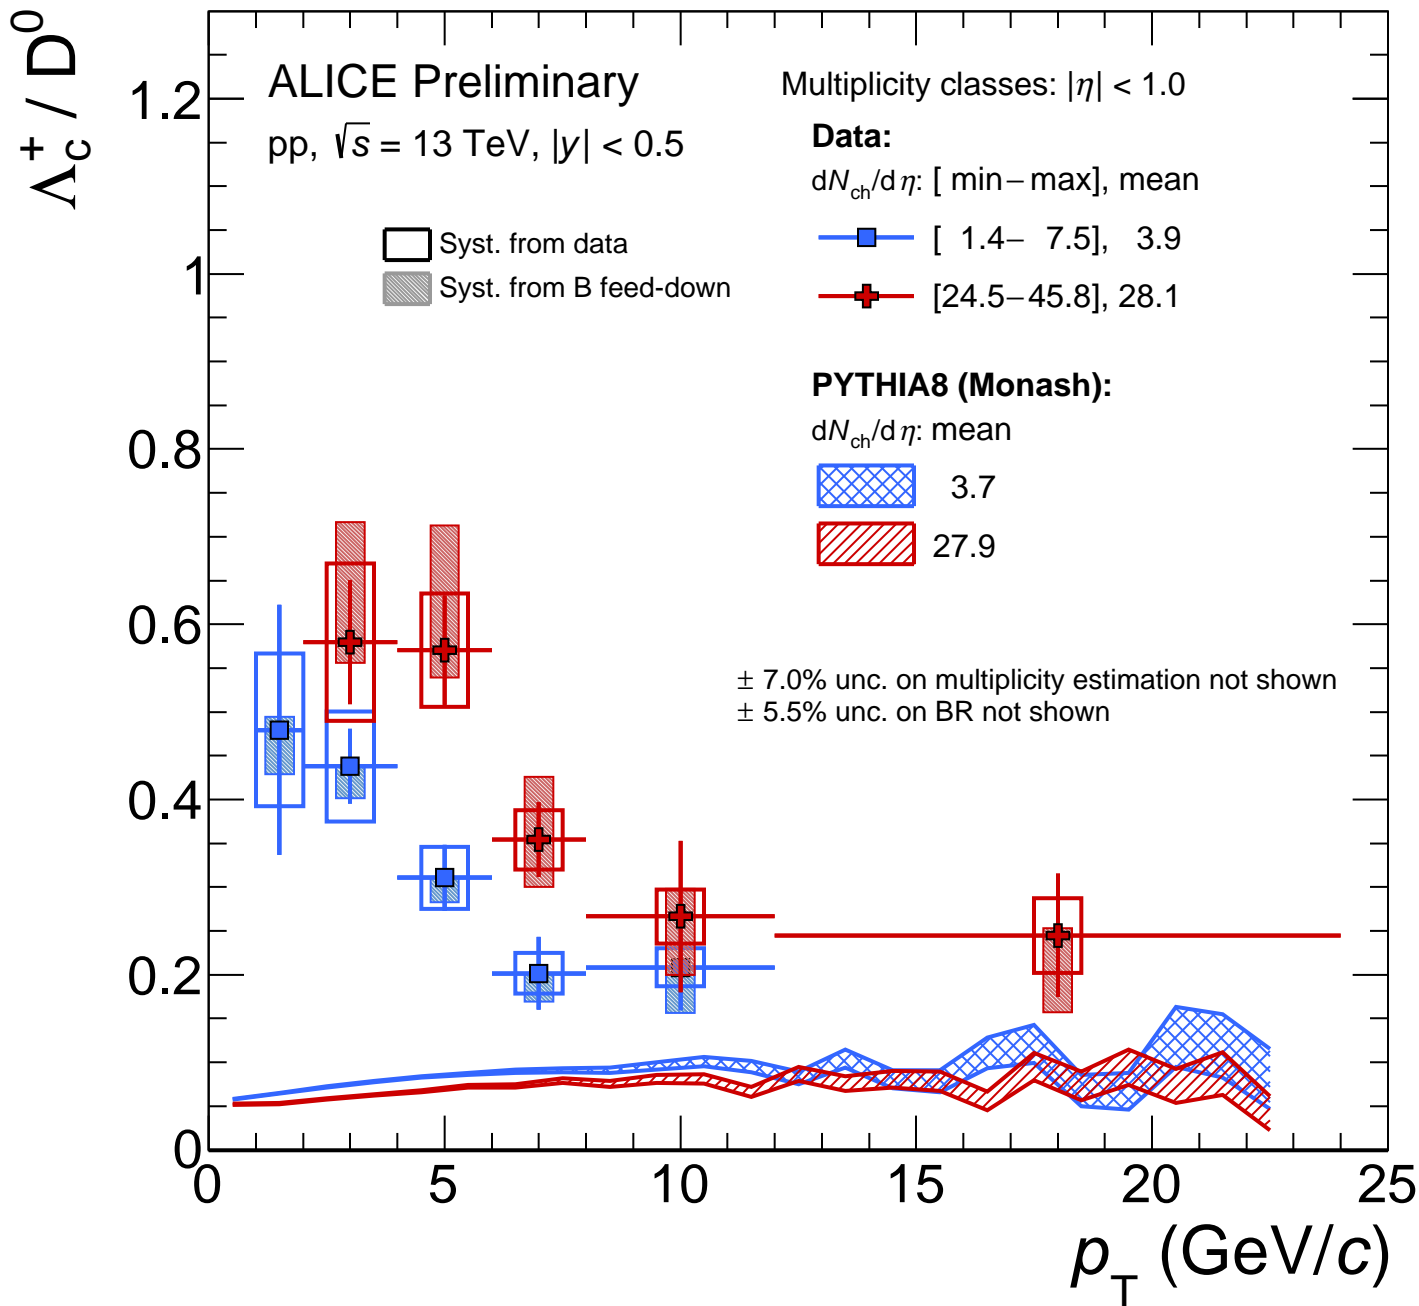 Λc+ / D0
ALICE Preliminary
pp, √s = 13 TeV, |y| < 0.5
Syst. from data
Syst. from B feed-down
Multiplicity classes: |η| < 1.0
Data:
dNch/dη: [ min−max], mean
[ 1.4− 7.5], 3.9
[24.5−45.8], 28.1
PYTHIA8 (Monash):
dNch/dη: mean
3.7
27.9
± 7.0% unc. on multiplicity estimation not shown
± 5.5% unc. on BR not shown
1.2
1
0.8
0.6
0.4
0.2
0
0 5 10 15 20 25
pT (GeV/c)